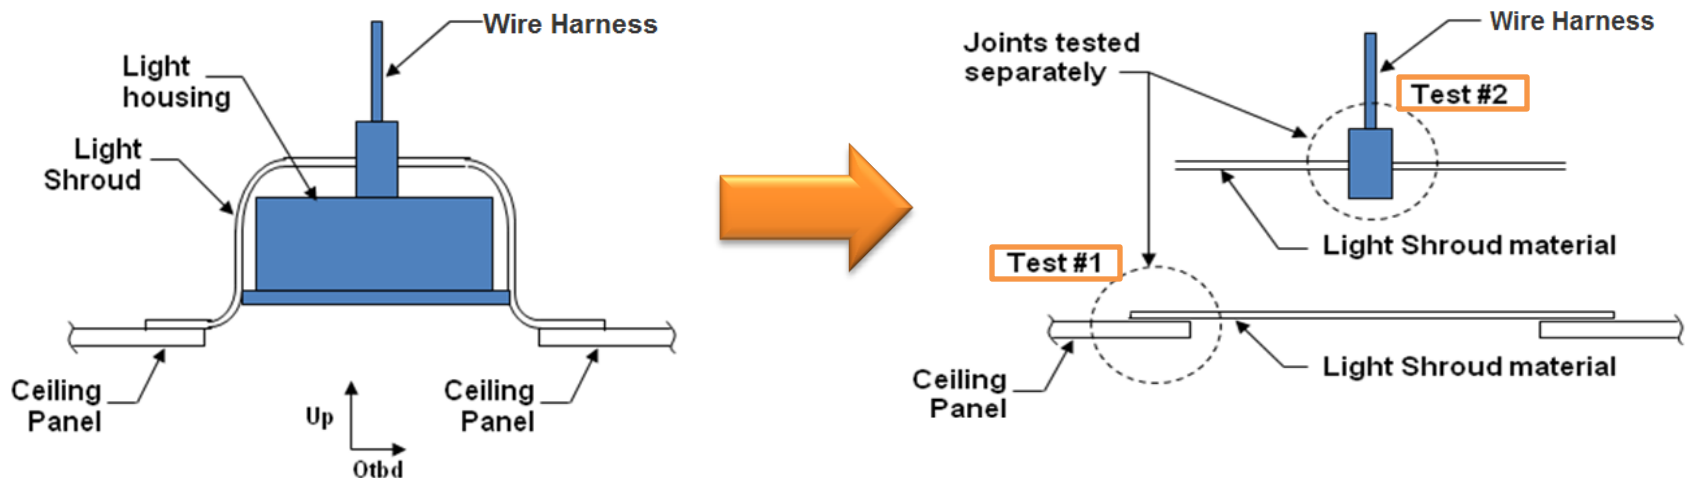 Wire Harness
Light
housing
Light
Shroud
Ceiling
Panel
Up
Otbd
Ceiling
Panel
Wire Harness
Joints tested
separately
Test #2
Light Shroud material
Test #1
Ceiling
Panel
Light Shroud material